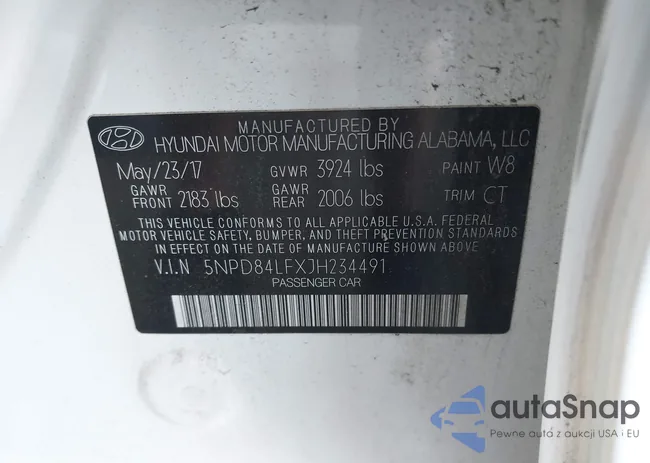 MANUFACTURED BY
HYUNDAI MOTOR MANUFACTURING ALABAMA, LLC
May/23/17 GVWR 3924 lbs PAINT W8
GAWR FRONT 2183 lbs GAWR REAR 2006 lbs TRIM CT
THIS VEHICLE CONFORMS TO ALL APPLICABLE U.S.A. FEDERAL
MOTOR VEHICLE SAFETY, BUMPER, AND THEFT PREVENTION STANDARDS
IN EFFECT ON THE DATE OF MANUFACTURE SHOWN ABOVE
V.I.N 5NPD84LFXJH234491
PASSENGER CAR
autoSnap
Pewne auta z aukcji USA i EU